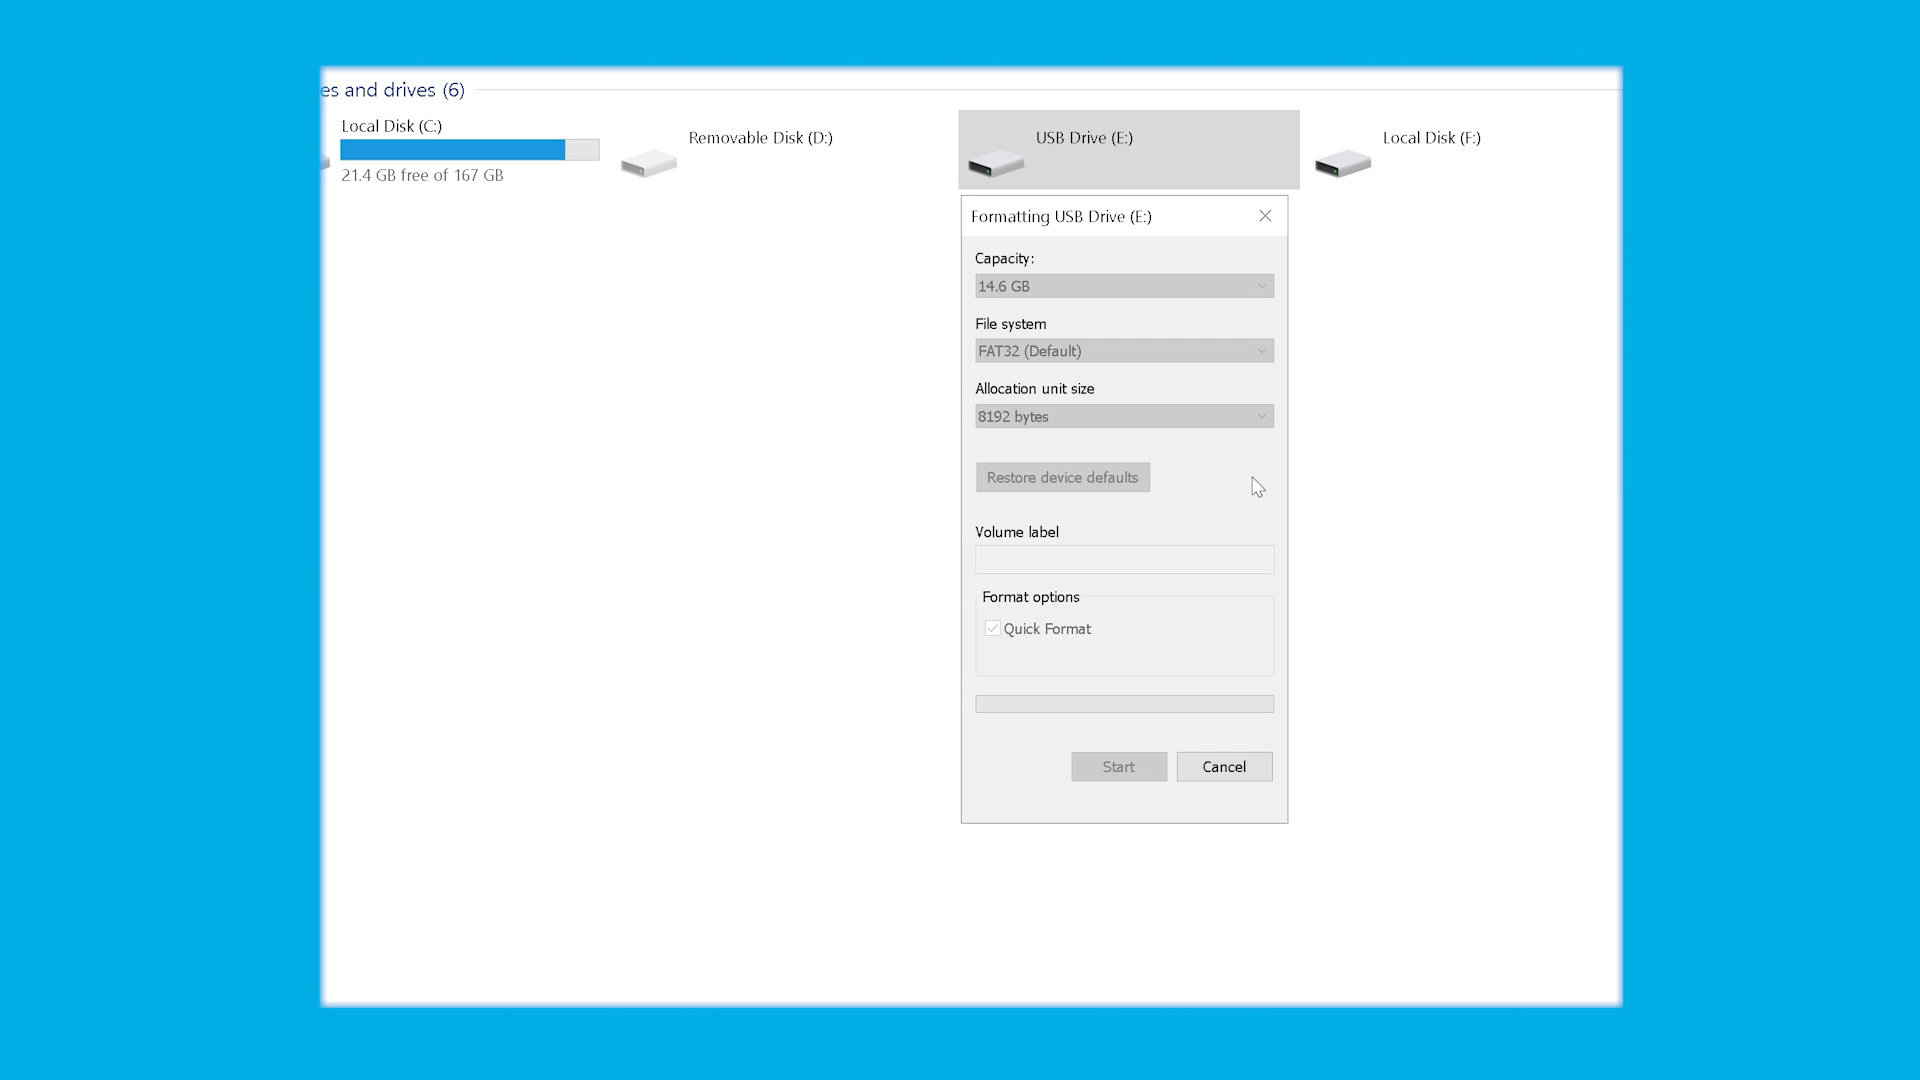 es and drives (6)
Local Disk (C:)
21.4 GB free of 167 GB
Removable Disk (D:)
USB Drive (E:)
Local Disk (F:)
Formatting USB Drive (E:)
Capacity:
14.6 GB
File system
FAT32 (Default)
Allocation unit size
8192 bytes
Restore device defaults
Volume label
Format options
Quick Format
Start
Cancel